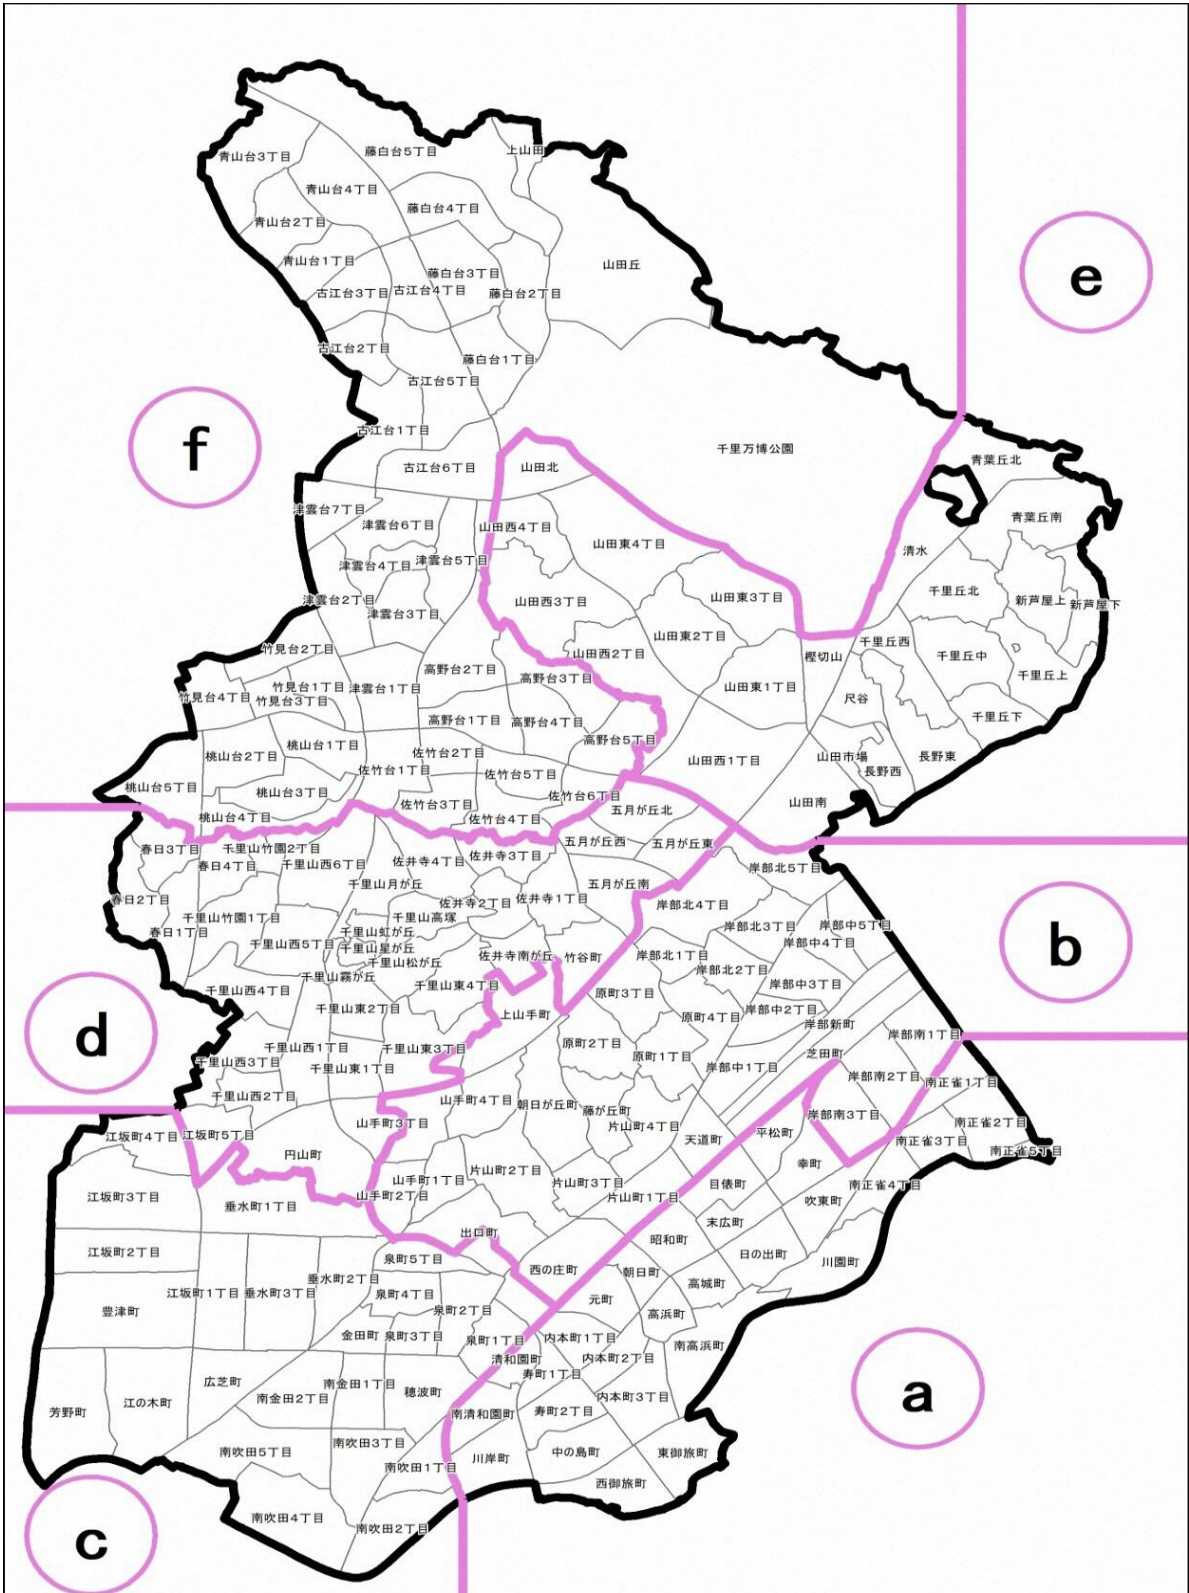 青山台3丁目
藤白台5丁目
上山田
青山台4丁目
藤白台4丁目
青山台2丁目
青山台1丁目
山田丘
藤白台3丁目
古江台3丁目
古江台4丁目
藤白台2丁目
e
古江台2丁目
藤白台1丁目
古江台5丁目
f
古江台1丁目
古江台6丁目
山田北
千里万博公園
青葉丘北
津雲台7丁目
津雲台6丁目
山田西4丁目
山田東4丁目
青葉丘南
清水
津雲台4丁目
津雲台5丁目
津雲台2丁目
津雲台3丁目
山田西3丁目
山田東3丁目
千里丘北
新芦屋上
新芦屋下
竹見台2丁目
山田西2丁目
山田東2丁目
樫切山
千里丘西
千里丘中
竹見台4丁目
竹見台1丁目
竹見台3丁目
津雲台1丁目
高野台2丁目
高野台3丁目
山田東1丁目
尺谷
千里丘上
千里丘下
高野台1丁目
高野台4丁目
高野台5丁目
桃山台2丁目
桃山台1丁目
佐竹台2丁目
佐竹台1丁目
佐竹台5丁目
山田西1丁目
山田市場
長野西
長野東
桃山台5丁目
桃山台3丁目
桃山台4丁目
佐竹台3丁目
佐竹台4丁目
佐竹台6丁目
五月が丘北
山田南
春日3丁目
千里山竹園2丁目
春日4丁目
千里山西6丁目
佐井寺4丁目
佐井寺3丁目
五月が丘西
五月が丘東
岸部北5丁目
千里山月が丘
五月が丘南
春日2丁目
千里山竹園1丁目
千里山高塚
佐井寺2丁目
佐井寺1丁目
岸部北4丁目
春日1丁目
千里山西5丁目
千里山虹が丘
千里山星が丘
千里山松が丘
佐井寺南が丘
竹谷町
岸部北1丁目
岸部北3丁目
岸部中5丁目
岸部中4丁目
b
千里山霧が丘
千里山東4丁目
岸部北2丁目
岸部中3丁目
千里山西4丁目
千里山東2丁目
上山手町
原町3丁目
原町4丁目
岸部中2丁目
岸部新町
岸部南1丁目
d
千里山西1丁目
千里山西3丁目
千里山東3丁目
千里山東1丁目
原町2丁目
原町1丁目
岸部中1丁目
芝田町
岸部南2丁目
南正雀1丁目
千里山西2丁目
山手町4丁目
朝日が丘町
藤が丘町
岸部南3丁目
南正雀2丁目
江坂町4丁目
江坂町5丁目
山手町3丁目
片山町4丁目
天道町
平松町
南正雀3丁目
南正雀5丁目
円山町
幸町
江坂町3丁目
山手町1丁目
片山町2丁目
片山町3丁目
目俵町
南正雀4丁目
垂水町1丁目
山手町2丁目
片山町1丁目
吹東町
出口町
末広町
江坂町2丁目
泉町5丁目
西の庄町
昭和町
日の出町
川園町
江坂町1丁目
垂水町3丁目
垂水町2丁目
泉町4丁目
朝日町
高城町
豊津町
泉町2丁目
元町
高浜町
金田町
泉町3丁目
泉町1丁目
内本町1丁目
南高浜町
清和園町
内本町2丁目
寿町1丁目
広芝町
南金田2丁目
南金田1丁目
穂波町
内本町3丁目
a
芳野町
江の木町
南清和園町
寿町2丁目
南吹田5丁目
南吹田3丁目
南吹田1丁目
川岸町
中の島町
東御旅町
西御旅町
南吹田4丁目
南吹田2丁目
c